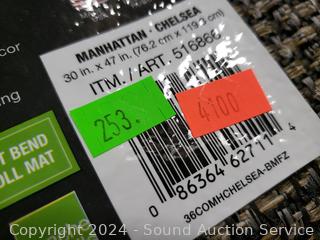 MANHATTAN - CHELSEA
30 in. x 47 in. (76.2 cm x 119.3 cm)
ITM. / ART. 516866
cor
ing
253.
4100
T BEND
OLL MAT
0 86364 62711 4
36COMHCHELSEA-BMFZ
Copyright 2024 - Sound Auction Service